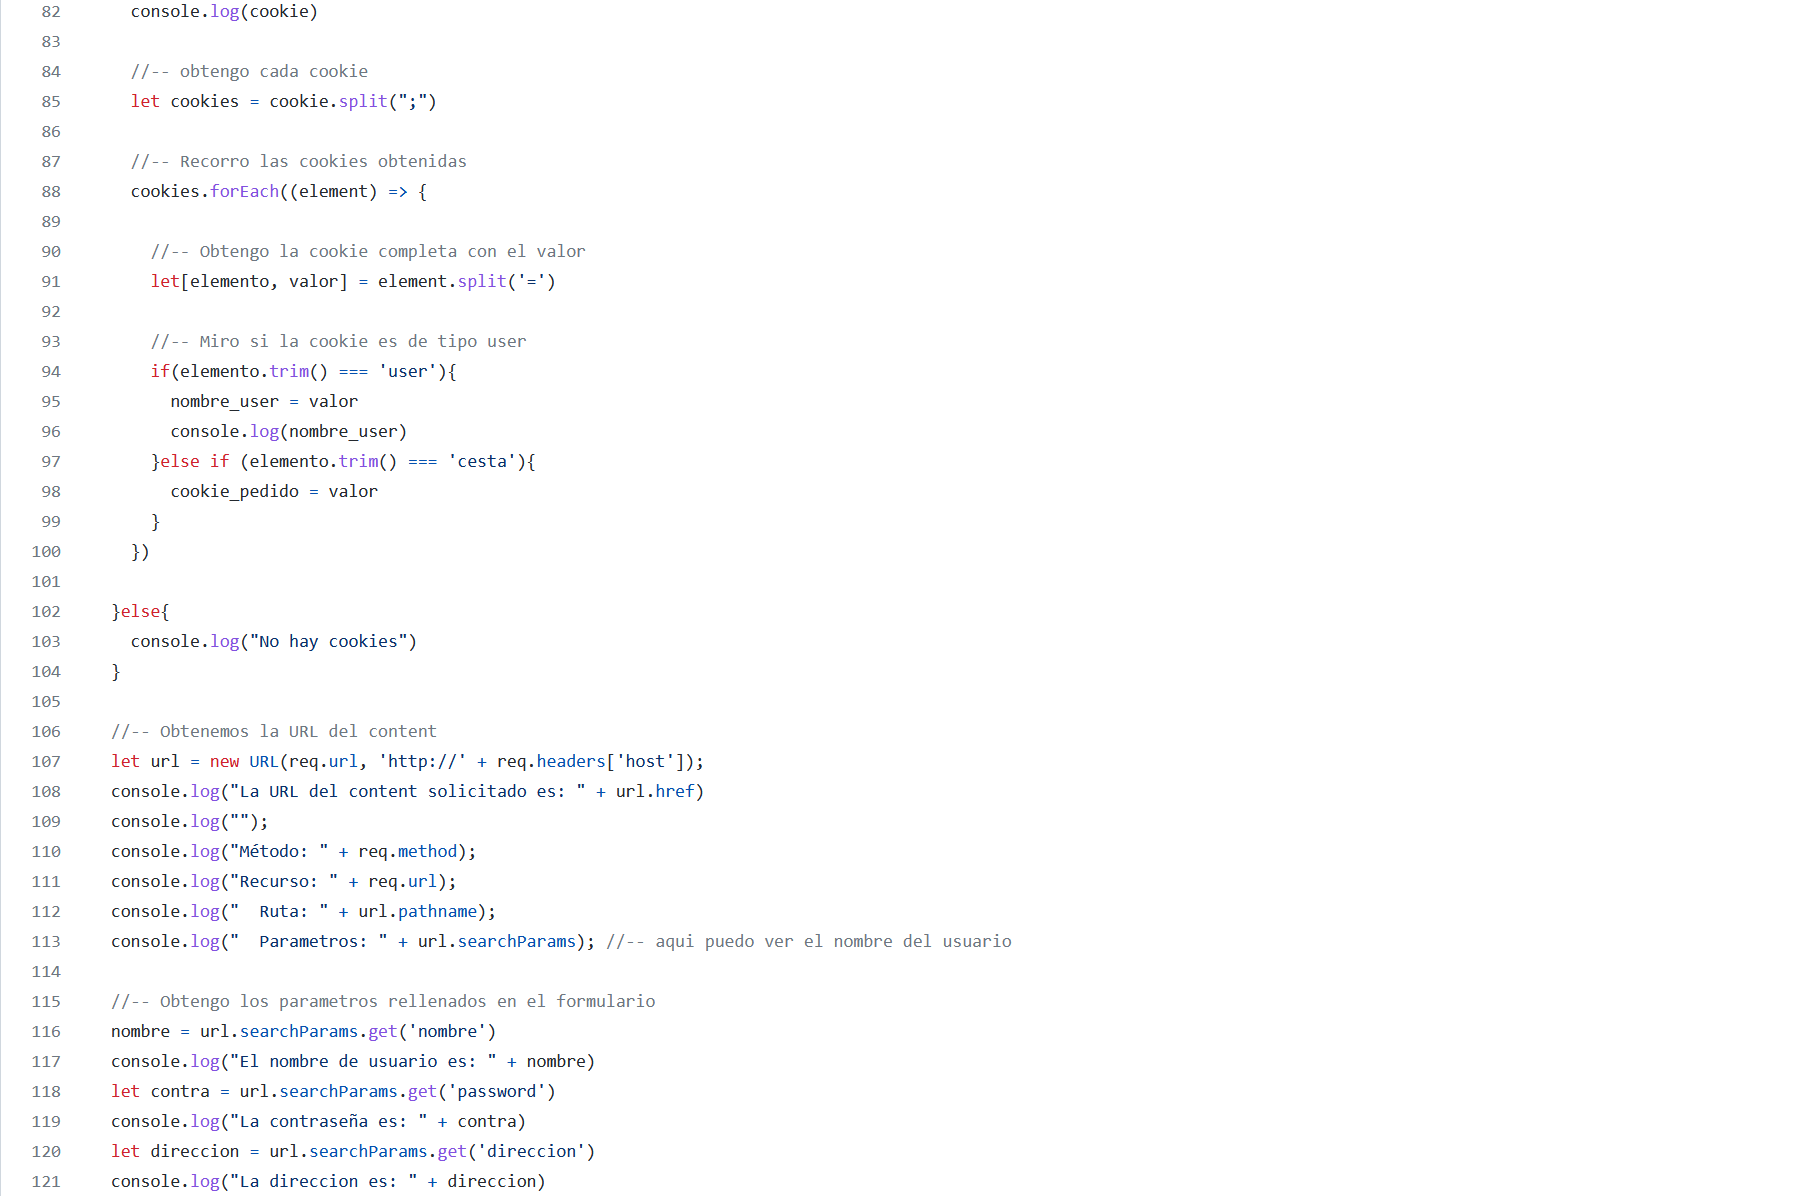 82 console.log(cookie)
83
84 //-- obtengo cada cookie
85 let cookies = cookie.split(";")
86
87 //-- Recorro las cookies obtenidas
88 cookies.forEach((element) => {
89
90 //-- Obtengo la cookie completa con el valor
91 let[elemento, valor] = element.split('=')
92
93 //-- Miro si la cookie es de tipo user
94 if(elemento.trim() === 'user'){
95 nombre_user = valor
96 console.log(nombre_user)
97 }else if (elemento.trim() === 'cesta'){
98 cookie_pedido = valor
99 }
100 })
101
102 }else{
103 console.log("No hay cookies")
104 }
105
106 //-- Obtenemos la URL del content
107 let url = new URL(req.url, 'http://' + req.headers['host']);
108 console.log("La URL del content solicitado es: " + url.href)
109 console.log("");
110 console.log("Método: " + req.method);
111 console.log("Recurso: " + req.url);
112 console.log("  Ruta: " + url.pathname);
113 console.log("  Parametros: " + url.searchParams); //-- aqui puedo ver el nombre del usuario
114
115 //-- Obtengo los parametros rellenados en el formulario
116 nombre = url.searchParams.get('nombre')
117 console.log("El nombre de usuario es: " + nombre)
118 let contra = url.searchParams.get('password')
119 console.log("La contraseña es: " + contra)
120 let direccion = url.searchParams.get('direccion')
121 console.log("La direccion es: " + direccion)